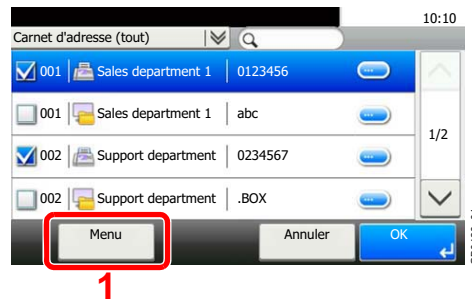 10:10
Carnet d'adresse (tout)
001 Sales department 1 0123456
001 Sales department 1 abc
1/2
002 Support department 0234567
002 Support department .BOX
Menu Annuler OK
1